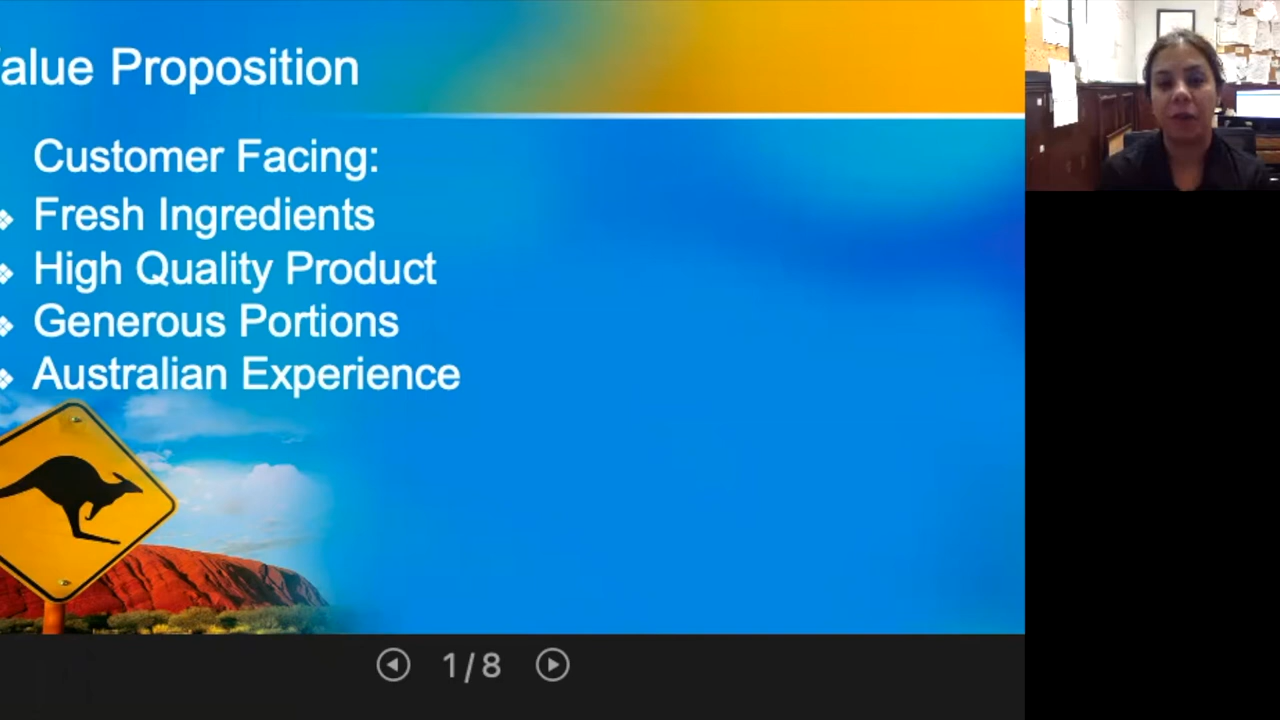 alue Proposition
Customer Facing:
❖ Fresh Ingredients
❖ High Quality Product
❖ Generous Portions
❖ Australian Experience
1/8